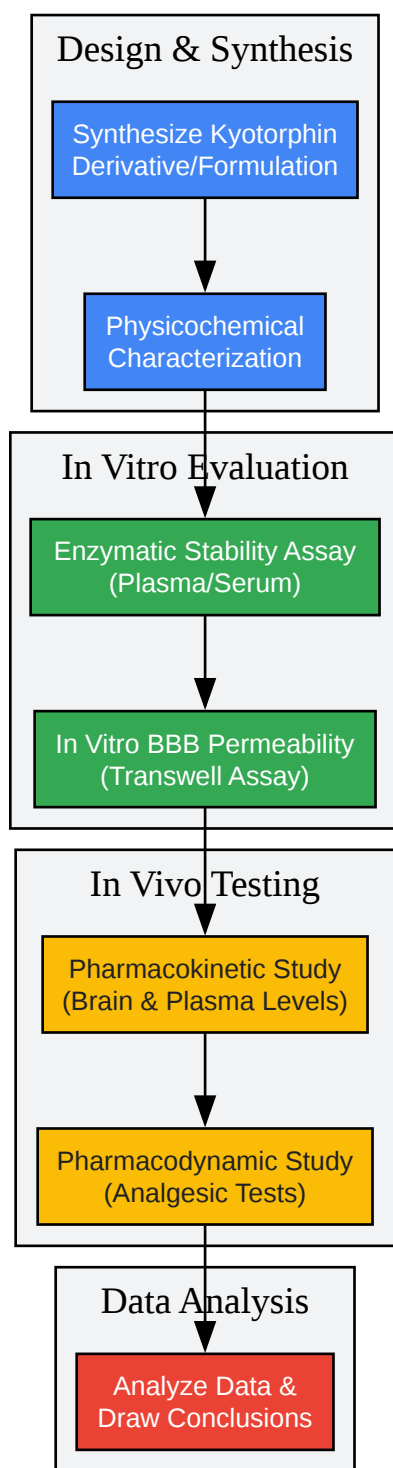 Design & Synthesis
Synthesize Kyotorphin
Derivative/Formulation
Physicochemical
Characterization
In Vitro Evaluation
Enzymatic Stability Assay
(Plasma/Serum)
In Vitro BBB Permeability
(Transwell Assay)
In Vivo Testing
Pharmacokinetic Study
(Brain & Plasma Levels)
Pharmacodynamic Study
(Analgesic Tests)
Data Analysis
Analyze Data &
Draw Conclusions